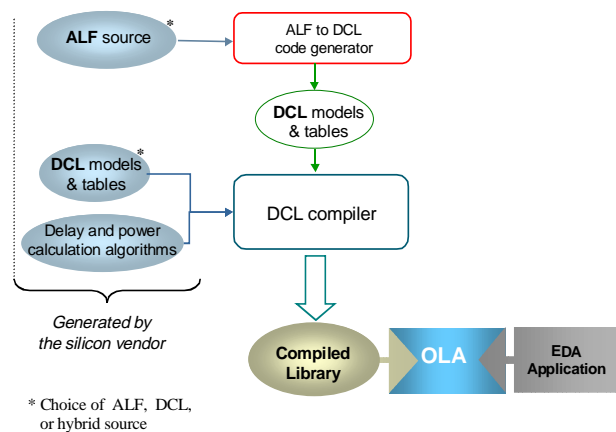 ALF source
*
ALF to DCL
code generator
DCL models
& tables
*
DCL models
& tables
DCL compiler
Delay and power
calculation algorithms
Generated by
the silicon vendor
Compiled
Library
OLA
EDA
Application
* Choice of ALF, DCL,
or hybrid source